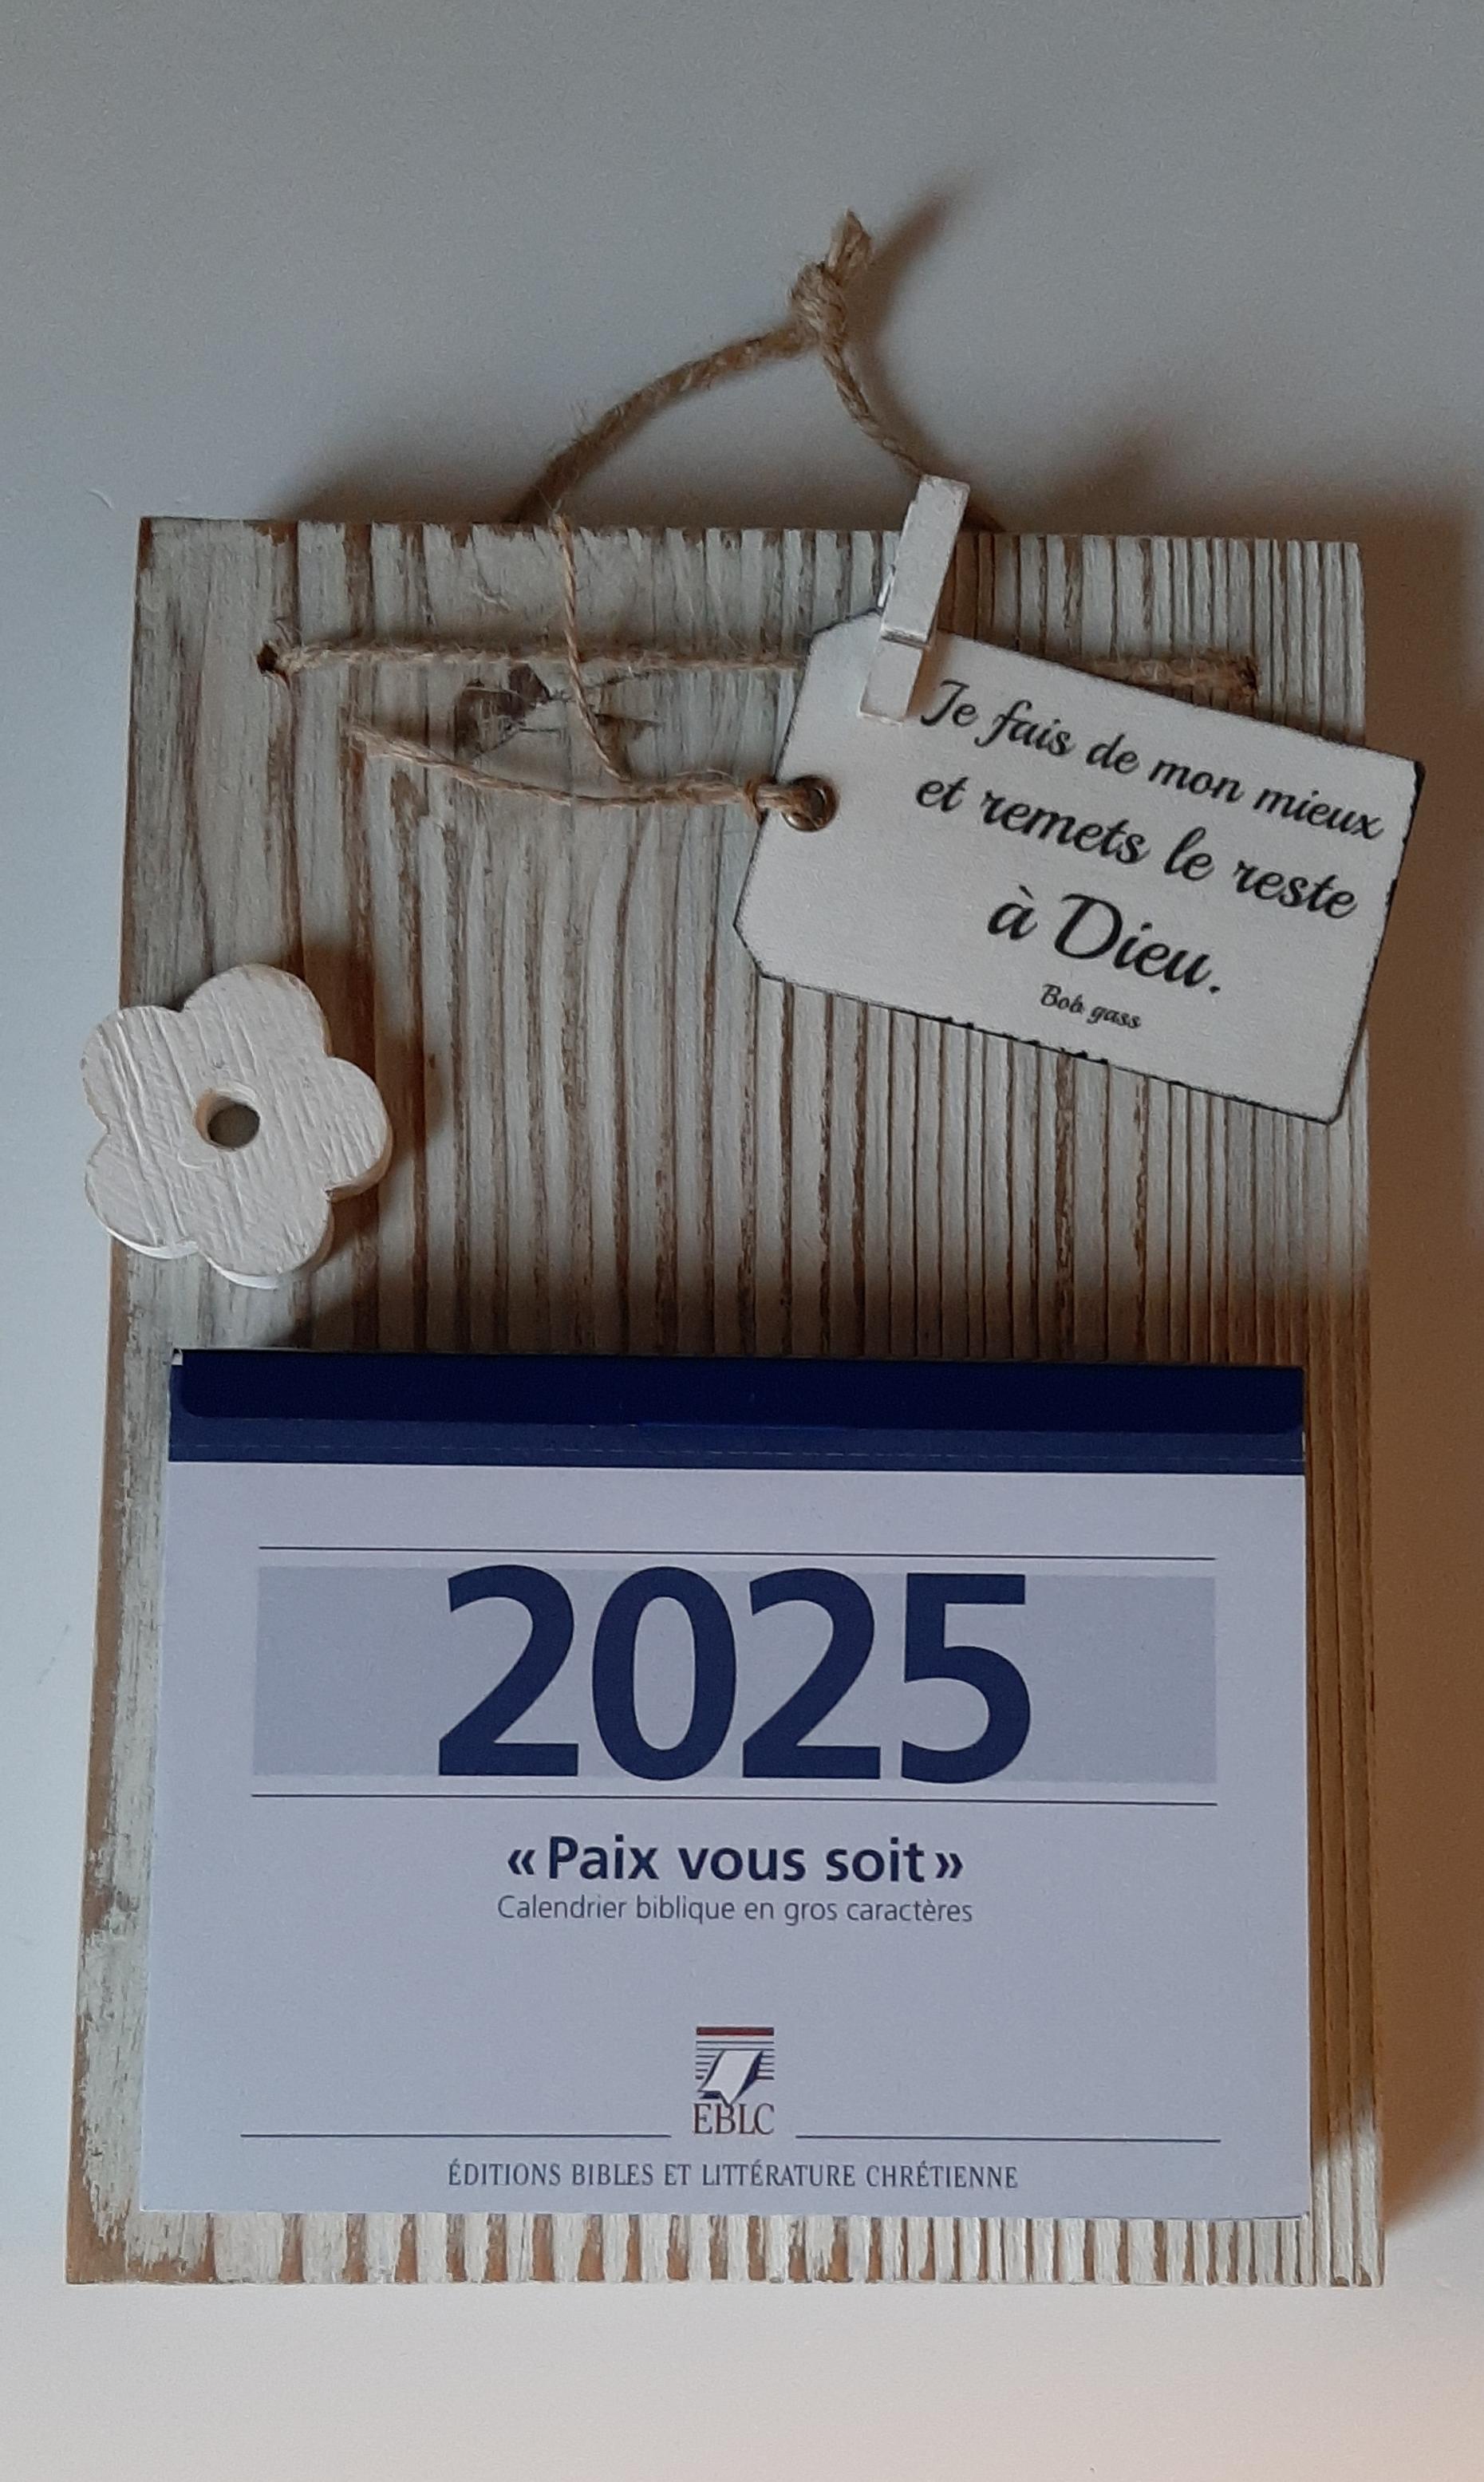 Je fais de mon mieux
et remets le reste
à Dieu.
Bob gass
2025
«Paix vous soit»
Calendrier biblique en gros caractères
EBLC
ÉDITIONS BIBLES ET LITTÉRATURE CHRÉTIENNE